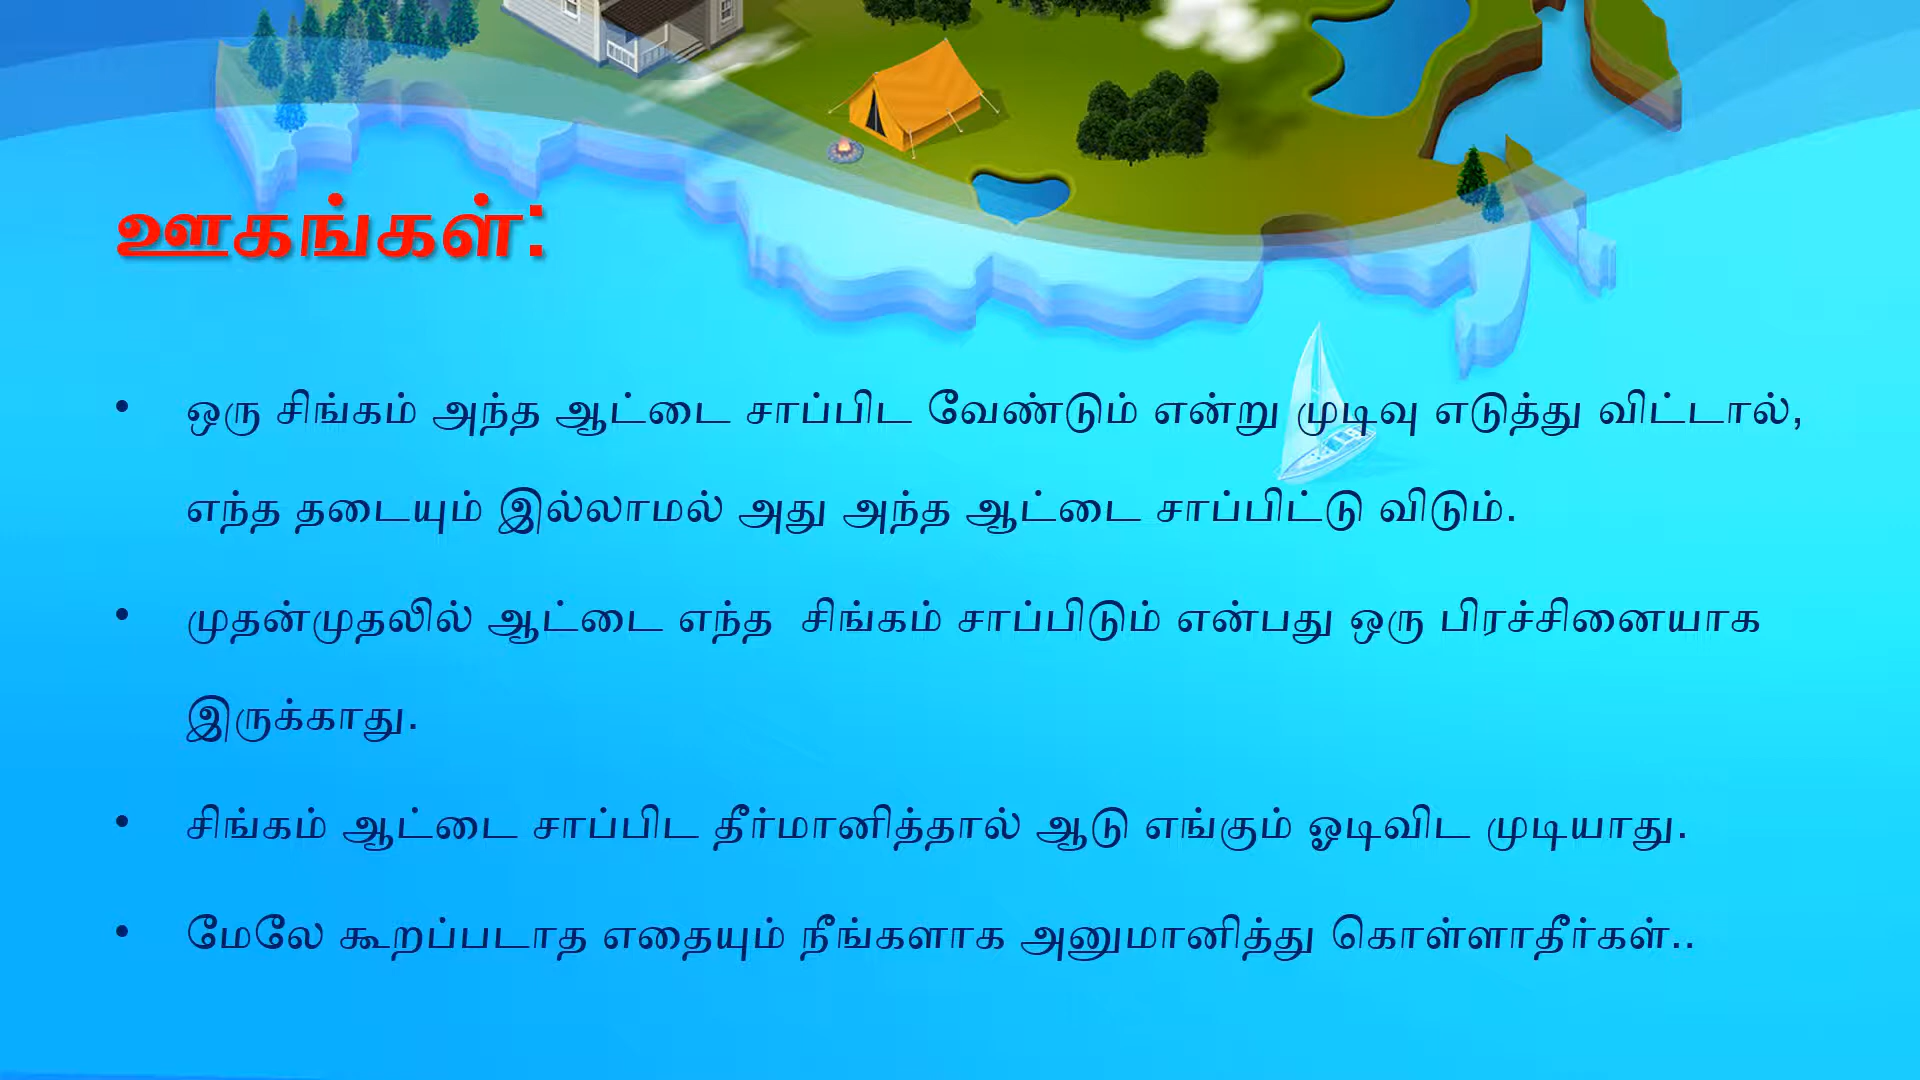 ஊகங்கள்:
• ஒரு சிங்கம் அந்த ஆட்டை சாப்பிட வேண்டும் என்று முடிவு எடுத்து விட்டால்,
எந்த தடையும் இல்லாமல் அது அந்த ஆட்டை சாப்பிட்டு விடும்.
• முதன்முதலில் ஆட்டை எந்த சிங்கம் சாப்பிடும் என்பது ஒரு பிரச்சினையாக
இருக்காது.
• சிங்கம் ஆட்டை சாப்பிட தீர்மானித்தால் ஆடு எங்கும் ஓடிவிட முடியாது.
• மேலே கூறப்படாத எதையும் நீங்களாக அனுமானித்து கொள்ளாதீர்கள்..